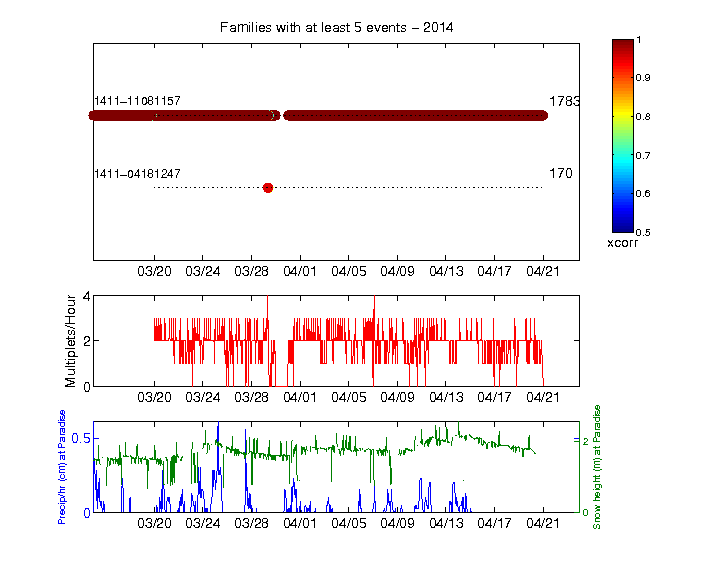 Families with at least 5 events - 2014
1411-11081157 1783
1411-04181247 170
03/20 03/24 03/28 04/01 04/05 04/09 04/13 04/17 04/21
1
0.9
0.8
0.7
0.6
0.5
xcorr
Multiplets/Hour
4
2
0
03/20 03/24 03/28 04/01 04/05 04/09 04/13 04/17 04/21
Precip/hr (cm) at Paradise
0.5
0
2
0
Snow height (m) at Paradise
03/20 03/24 03/28 04/01 04/05 04/09 04/13 04/17 04/21